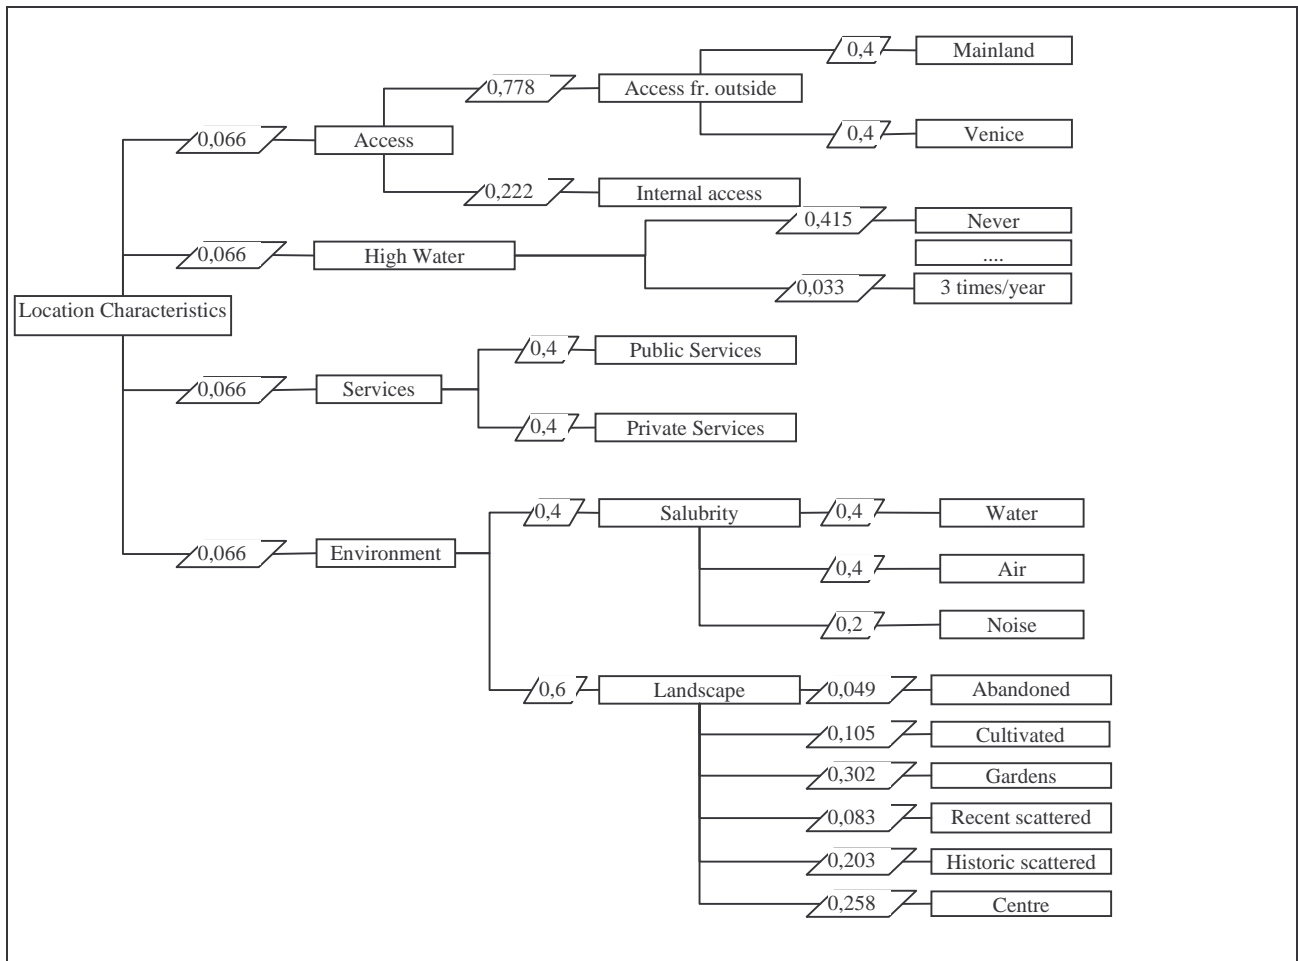 0,4 Mainland
0,778 Access fr. outside
0,066 Access
0,4 Venice
0,222 Internal access
0,415 Never
0,066 High Water
....
0,033 3 times/year
Location Characteristics
0,4 Public Services
0,066 Services
0,4 Private Services
0,4 Salubrity 0,4 Water
0,066 Environment
0,4 Air
0,2 Noise
0,6 Landscape 0,049 Abandoned
0,105 Cultivated
0,302 Gardens
0,083 Recent scattered
0,203 Historic scattered
0,258 Centre